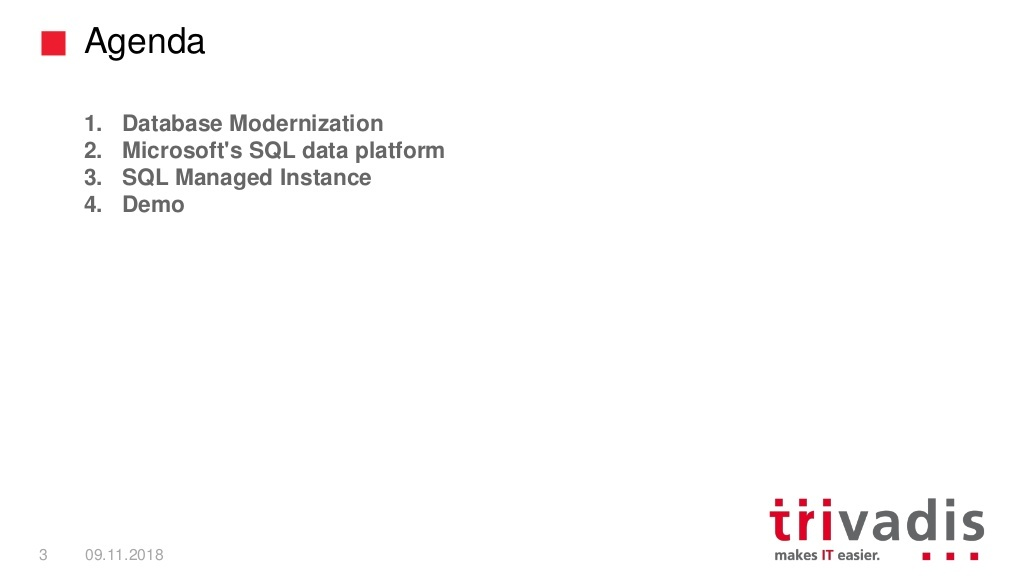 Agenda
1. Database Modernization
2. Microsoft's SQL data platform
3. SQL Managed Instance
4. Demo
trivadis
makes IT easier.
3 09.11.2018